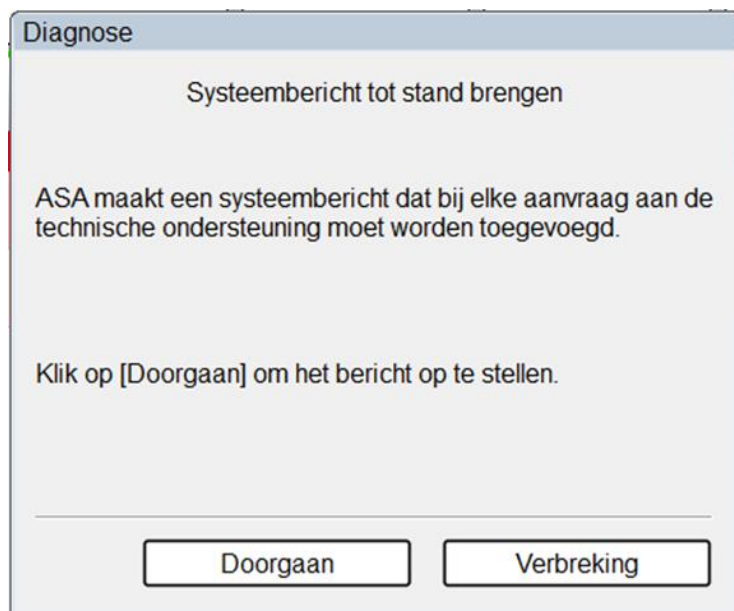 Diagnose
Systeembericht tot stand brengen
ASA maakt een systeembericht dat bij elke aanvraag aan de
technische ondersteuning moet worden toegevoegd.
Klik op [Doorgaan] om het bericht op te stellen.
Doorgaan
Verbreking